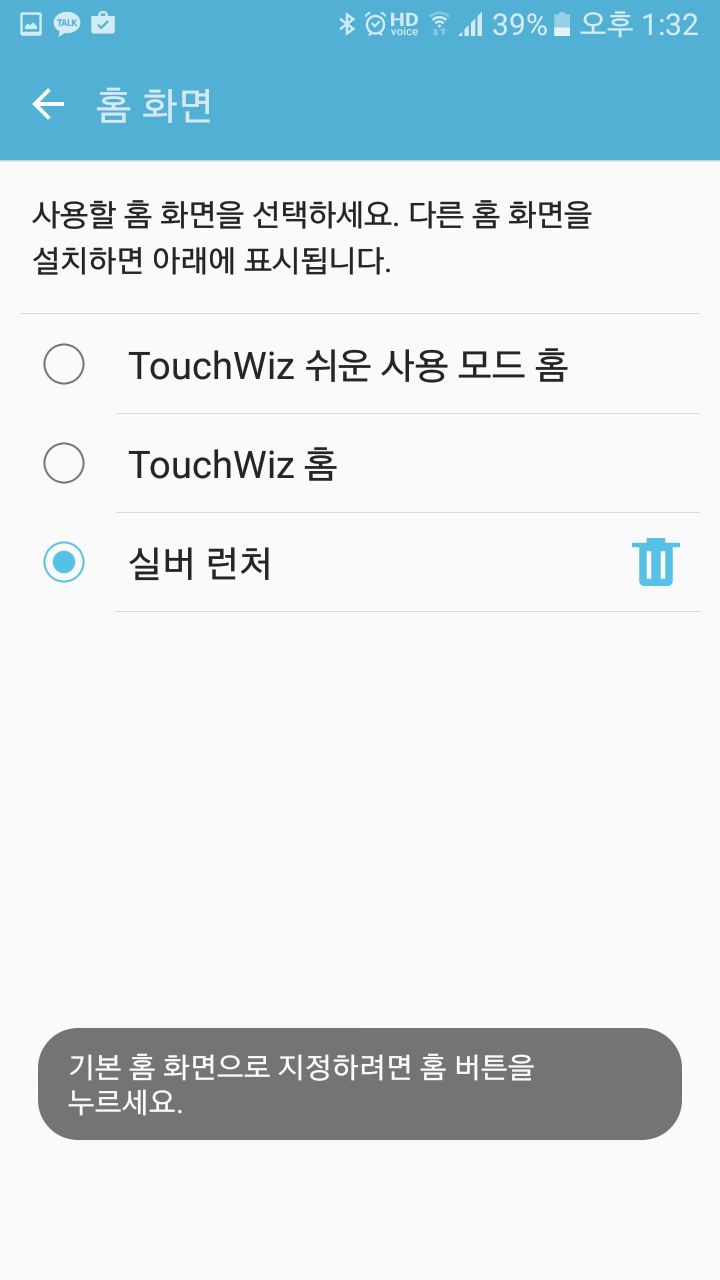 TALK HD voice 39% 오후 1:32
홈 화면
사용할 홈 화면을 선택하세요. 다른 홈 화면을
설치하면 아래에 표시됩니다.
TouchWiz 쉬운 사용 모드 홈
TouchWiz 홈
실버 런처
기본 홈 화면으로 지정하려면 홈 버튼을
누르세요.